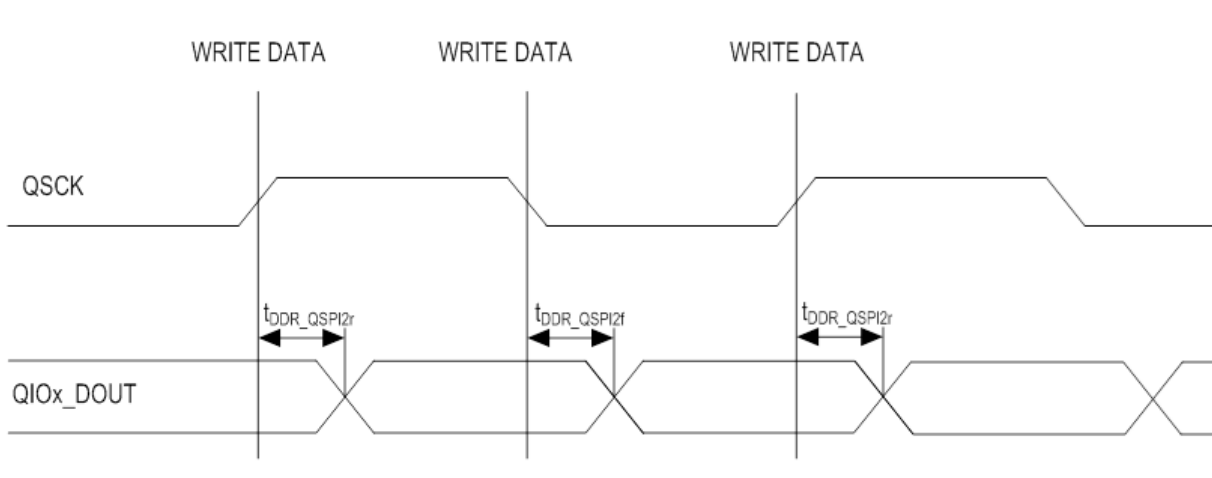 WRITE DATA WRITE DATA WRITE DATA
QSCK
tDDR_QSPI2r tDDR_QSPI2f tDDR_QSPI2r
QIOx_DOUT